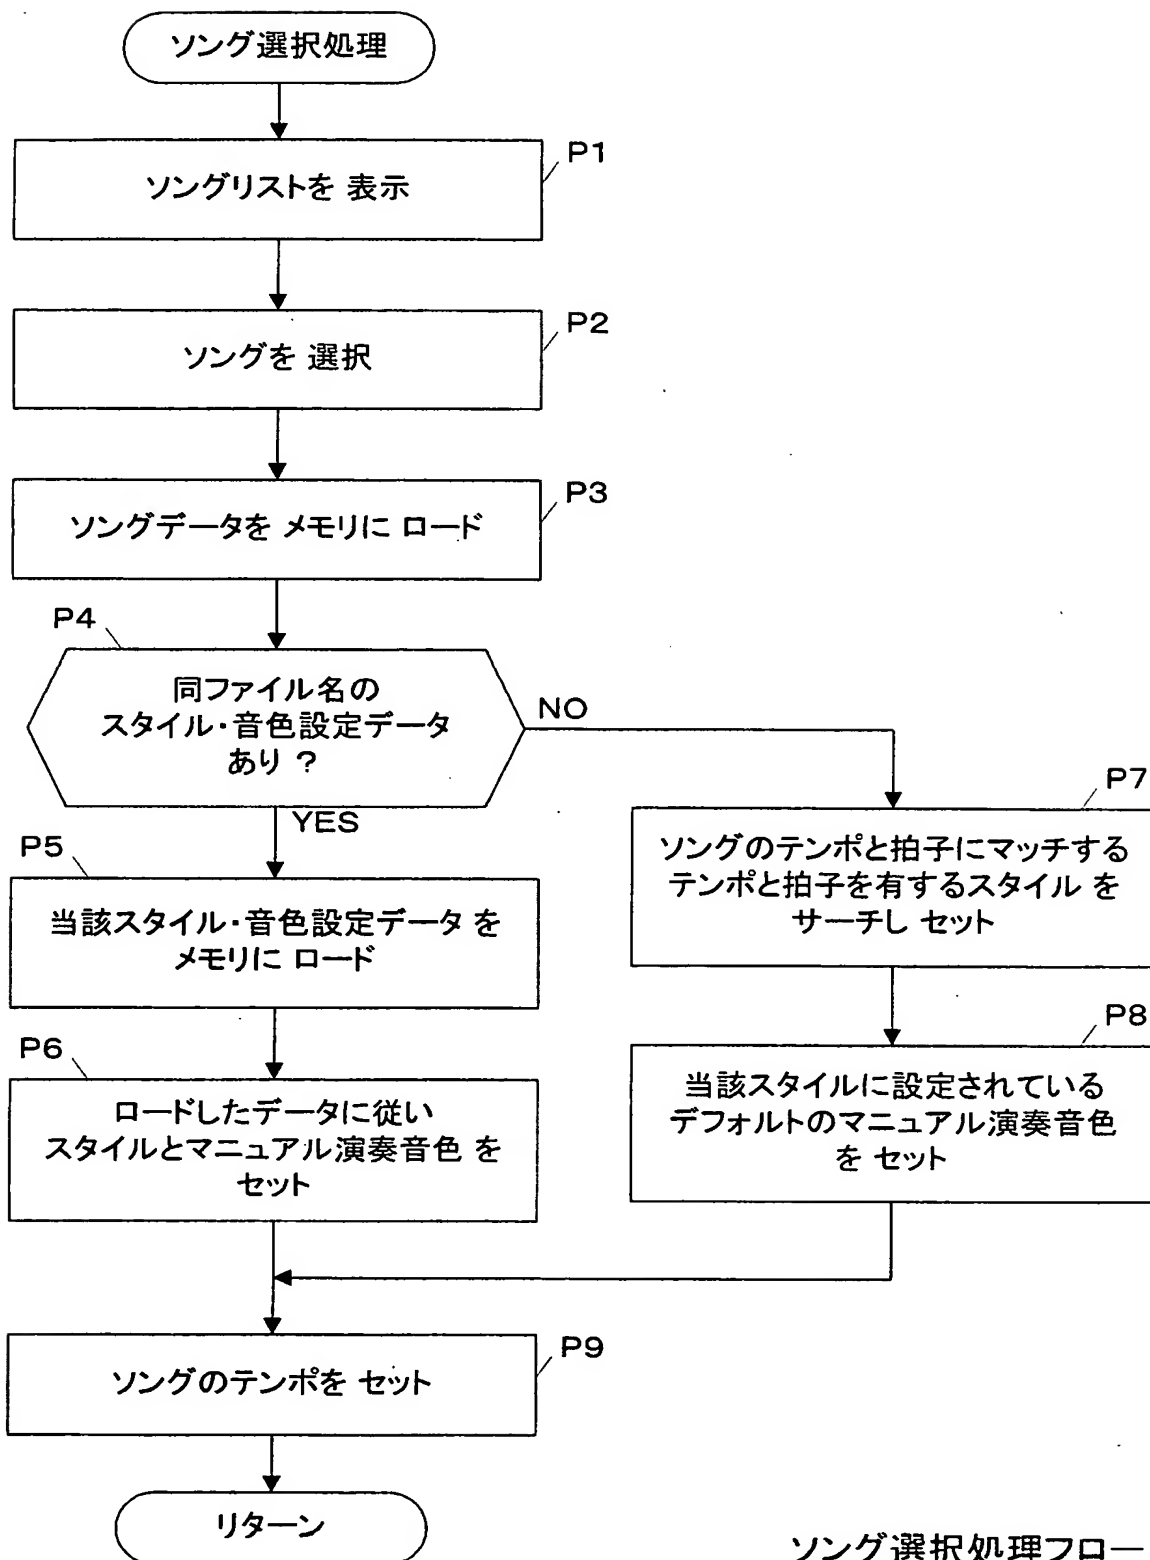 ソング選択処理
P1
ソングリストを 表示
P2
ソングを 選択
P3
ソングデータを メモリに ロード
P4
同ファイル名の
スタイル・音色設定データ
あり ?
NO
YES
P5
当該スタイル・音色設定データ を
メモリに ロード
P6
ロードしたデータに従い
スタイルとマニュアル演奏音色 を
セット
P7
ソングのテンポと拍子にマッチする
テンポと拍子を有するスタイル を
サーチし セット
P8
当該スタイルに設定されている
デフォルトのマニュアル演奏音色
を セット
P9
ソングのテンポを セット
リターン
ソング選択処理フロー